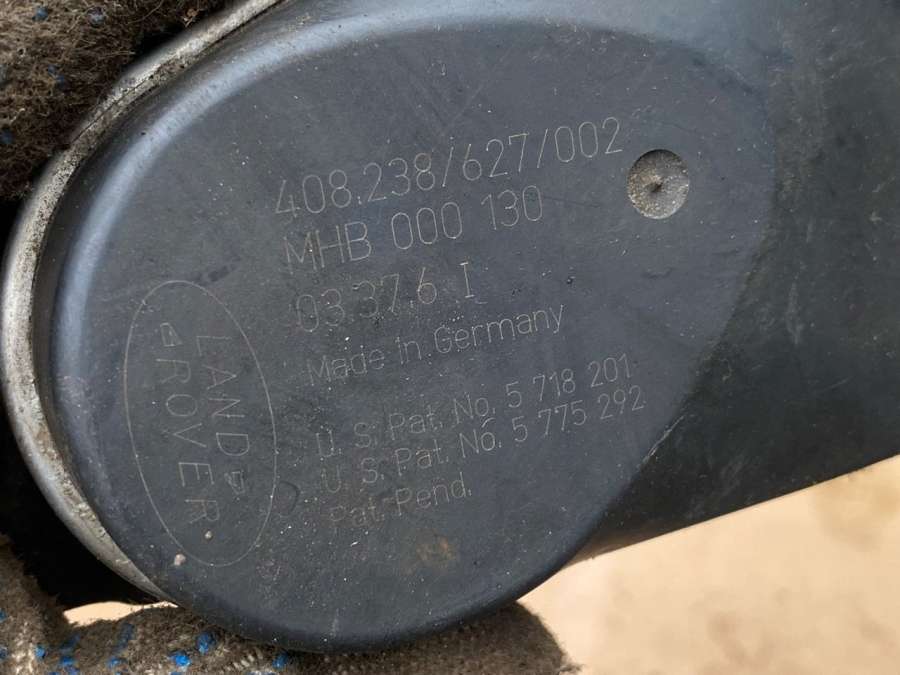 408.238/627/002
MHB 000 130
03.37.6 I
Made in Germany
U. S. Pat. No. 5 718 201
U. S. Pat. No. 5 775 292
Pat. Pend.
LAND
ROVER